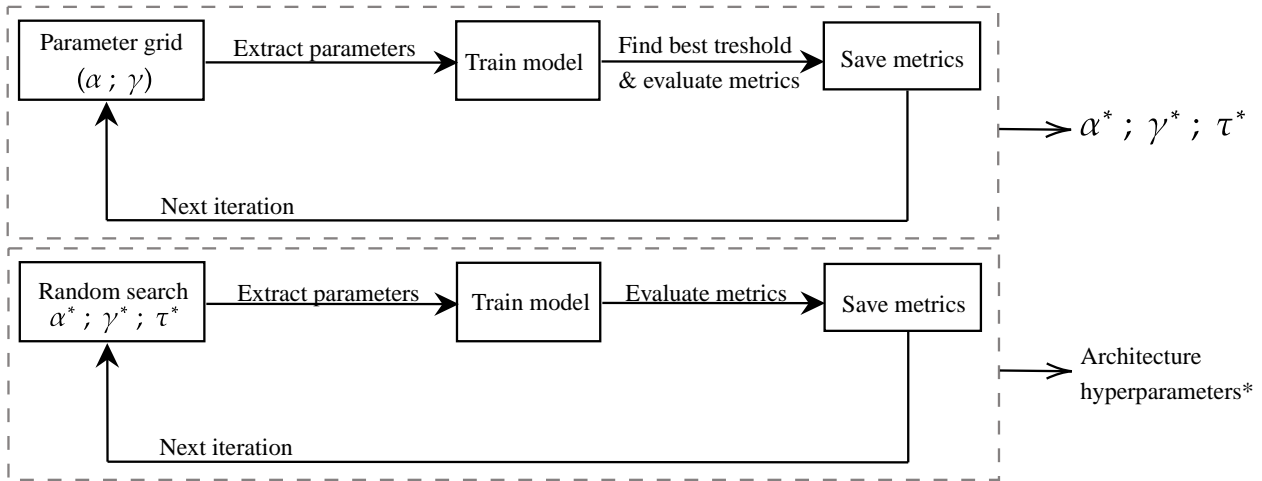 Parameter grid
(α ; γ)
Extract parameters
Train model
Find best treshold
& evaluate metrics
Save metrics
Next iteration
α* ; γ* ; τ*
Random search
α* ; γ* ; τ*
Extract parameters
Train model
Evaluate metrics
Save metrics
Next iteration
Architecture
hyperparameters*